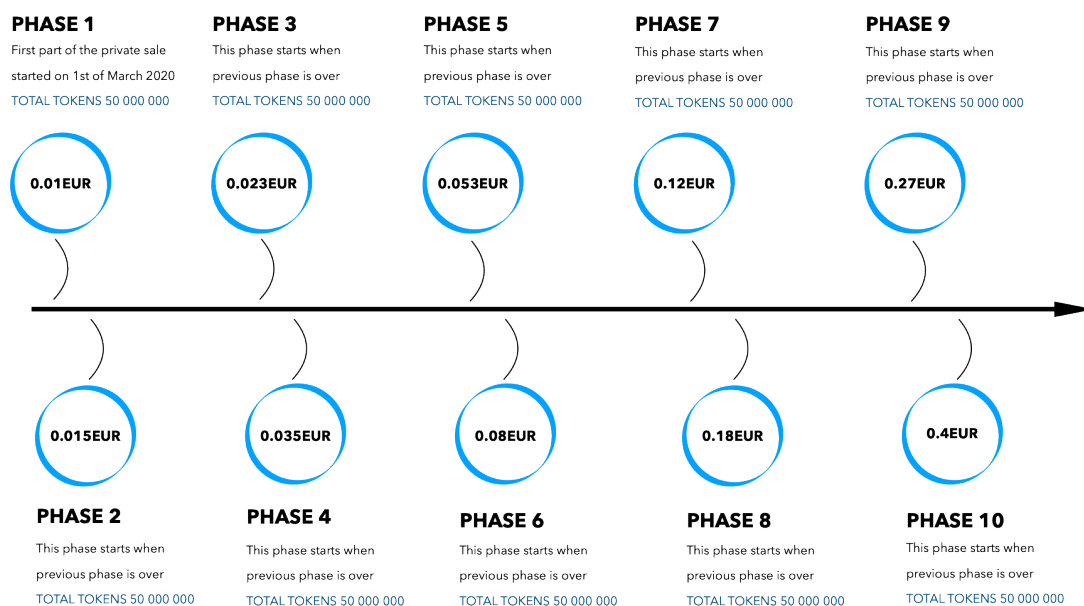 PHASE 1
First part of the private sale
started on 1st of March 2020
TOTAL TOKENS 50 000 000
0.01EUR
PHASE 2
This phase starts when
previous phase is over
TOTAL TOKENS 50 000 000
0.015EUR
PHASE 3
This phase starts when
previous phase is over
TOTAL TOKENS 50 000 000
0.023EUR
PHASE 4
This phase starts when
previous phase is over
TOTAL TOKENS 50 000 000
0.035EUR
PHASE 5
This phase starts when
previous phase is over
TOTAL TOKENS 50 000 000
0.053EUR
PHASE 6
This phase starts when
previous phase is over
TOTAL TOKENS 50 000 000
0.08EUR
PHASE 7
This phase starts when
previous phase is over
TOTAL TOKENS 50 000 000
0.12EUR
PHASE 8
This phase starts when
previous phase is over
TOTAL TOKENS 50 000 000
0.18EUR
PHASE 9
This phase starts when
previous phase is over
TOTAL TOKENS 50 000 000
0.27EUR
PHASE 10
This phase starts when
previous phase is over
TOTAL TOKENS 50 000 000
0.4EUR